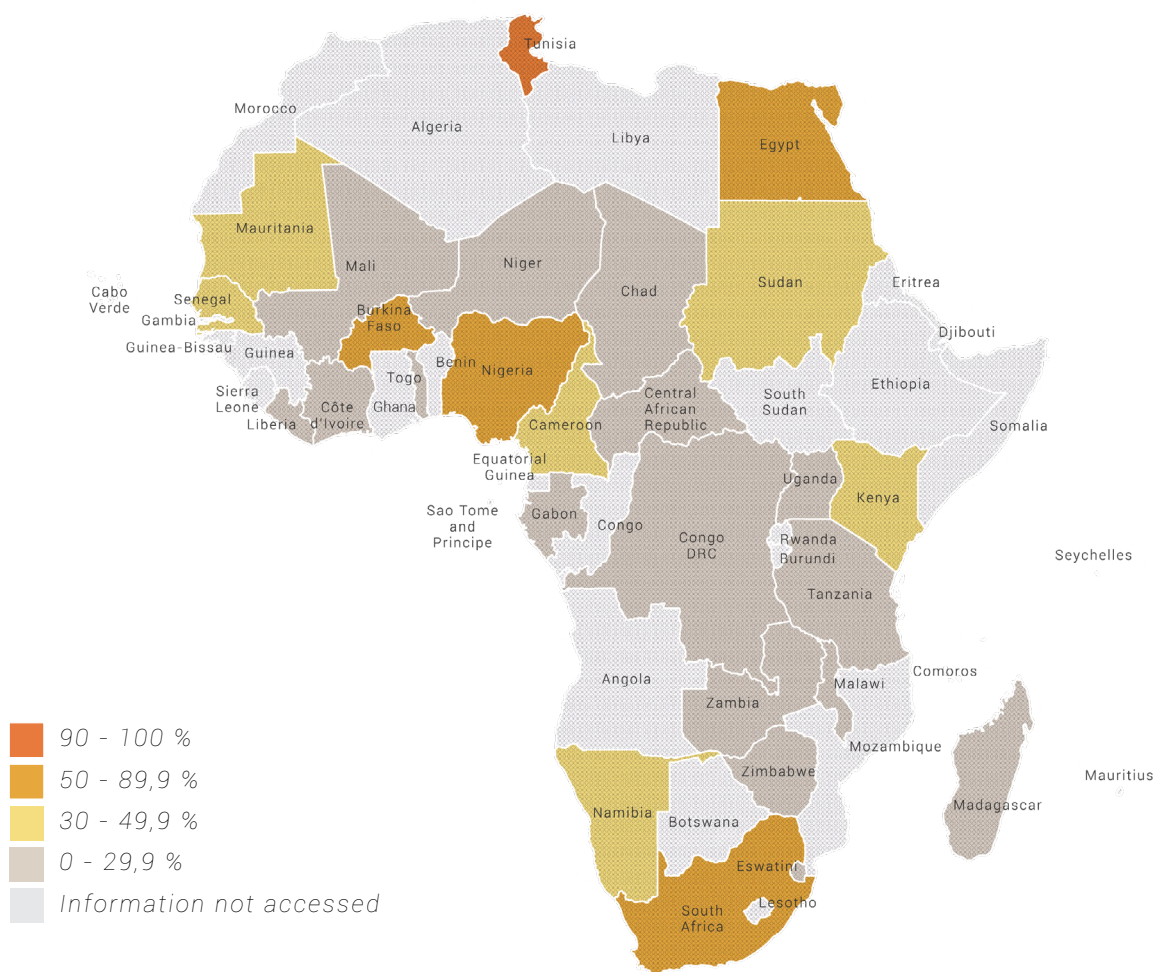 Tunisia
Morocco
Algeria
Libya
Egypt
Mauritania
Mali
Niger
Chad
Sudan
Eritrea
Cabo
Verde
Senegal
Gambia
Burkina
Faso
Djibouti
Guinea-Bissau
Guinea
Benin
Nigeria
Togo
Ghana
Sierra
Leone
Liberia
Côte
d'Ivoire
Cameroon
Central
African
Republic
South
Sudan
Ethiopia
Somalia
Equatorial
Guinea
Uganda
Kenya
Sao Tome
and
Principe
Gabon
Congo
Congo
DRC
Rwanda
Burundi
Seychelles
Tanzania
Angola
Zambia
Malawi
Comoros
Mozambique
Zimbabwe
Madagascar
Mauritius
Namibia
Botswana
Eswatini
Lesotho
South
Africa
90 - 100 %
50 - 89,9 %
30 - 49,9 %
0 - 29,9 %
Information not accessed